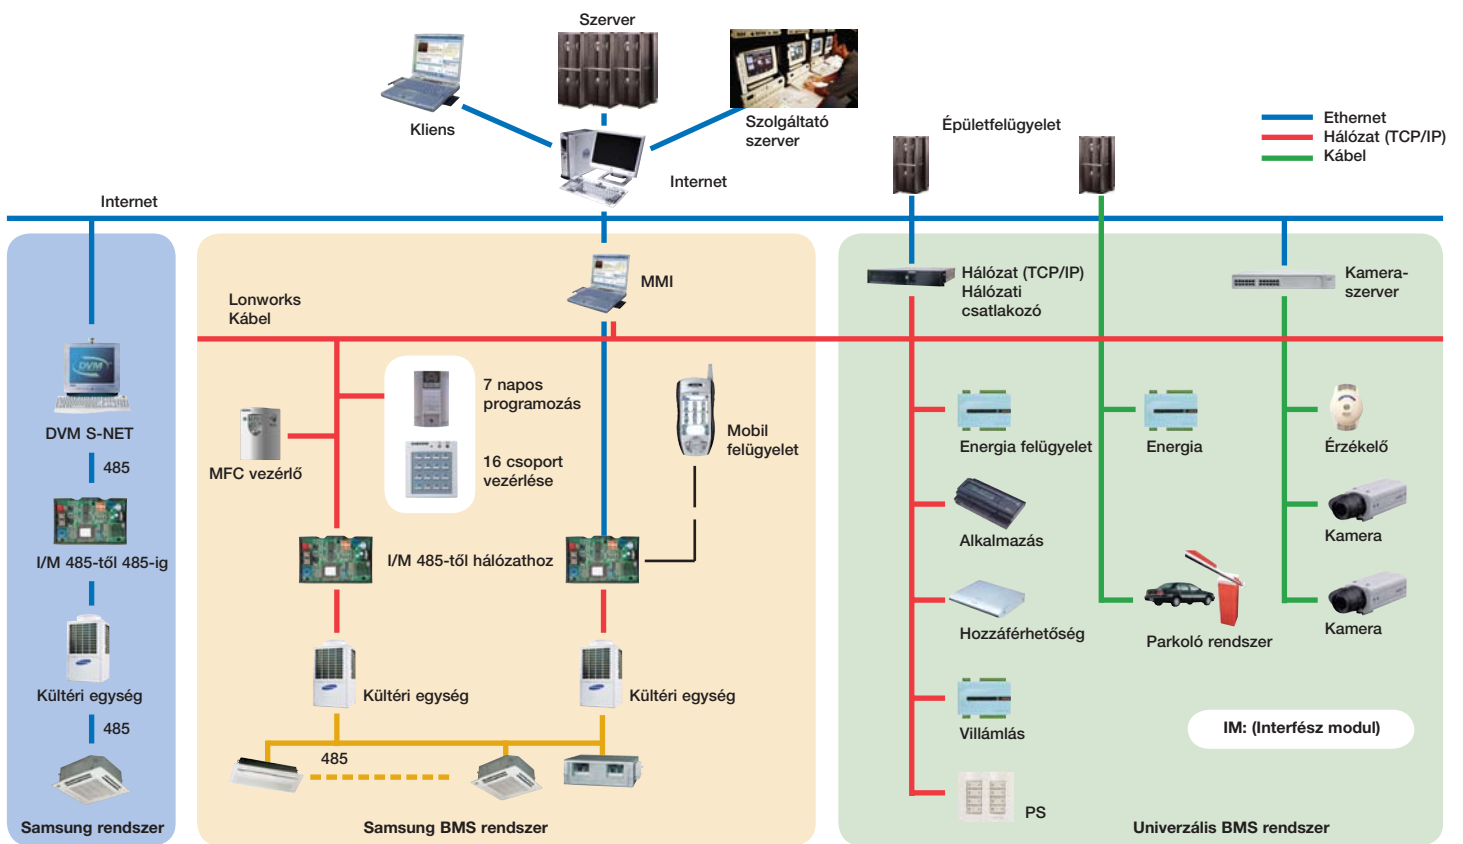 Szerver
Kliens
Szolgáltató
szerver
Internet
Épületfelügyelet
Ethernet
Hálózat (TCP/IP)
Kábel
Internet
DVM
DVM S-NET
485
I/M 485-től 485-ig
Kültéri egység
485
Samsung rendszer
MMI
Lonworks
Kábel
7 napos
programozás
16 csoport
vezérlése
MFC vezérlő
Mobil
felügyelet
I/M 485-től hálózathoz
Kültéri egység
Kültéri egység
485
Samsung BMS rendszer
Hálózat (TCP/IP)
Hálózati
csatlakozó
Kamera-
szerver
Energia felügyelet
Energia
Érzékelő
Alkalmazás
Kamera
Hozzáférhetőség
Parkoló rendszer
Kamera
Villámlás
IM: (Interfész modul)
PS
Univerzális BMS rendszer